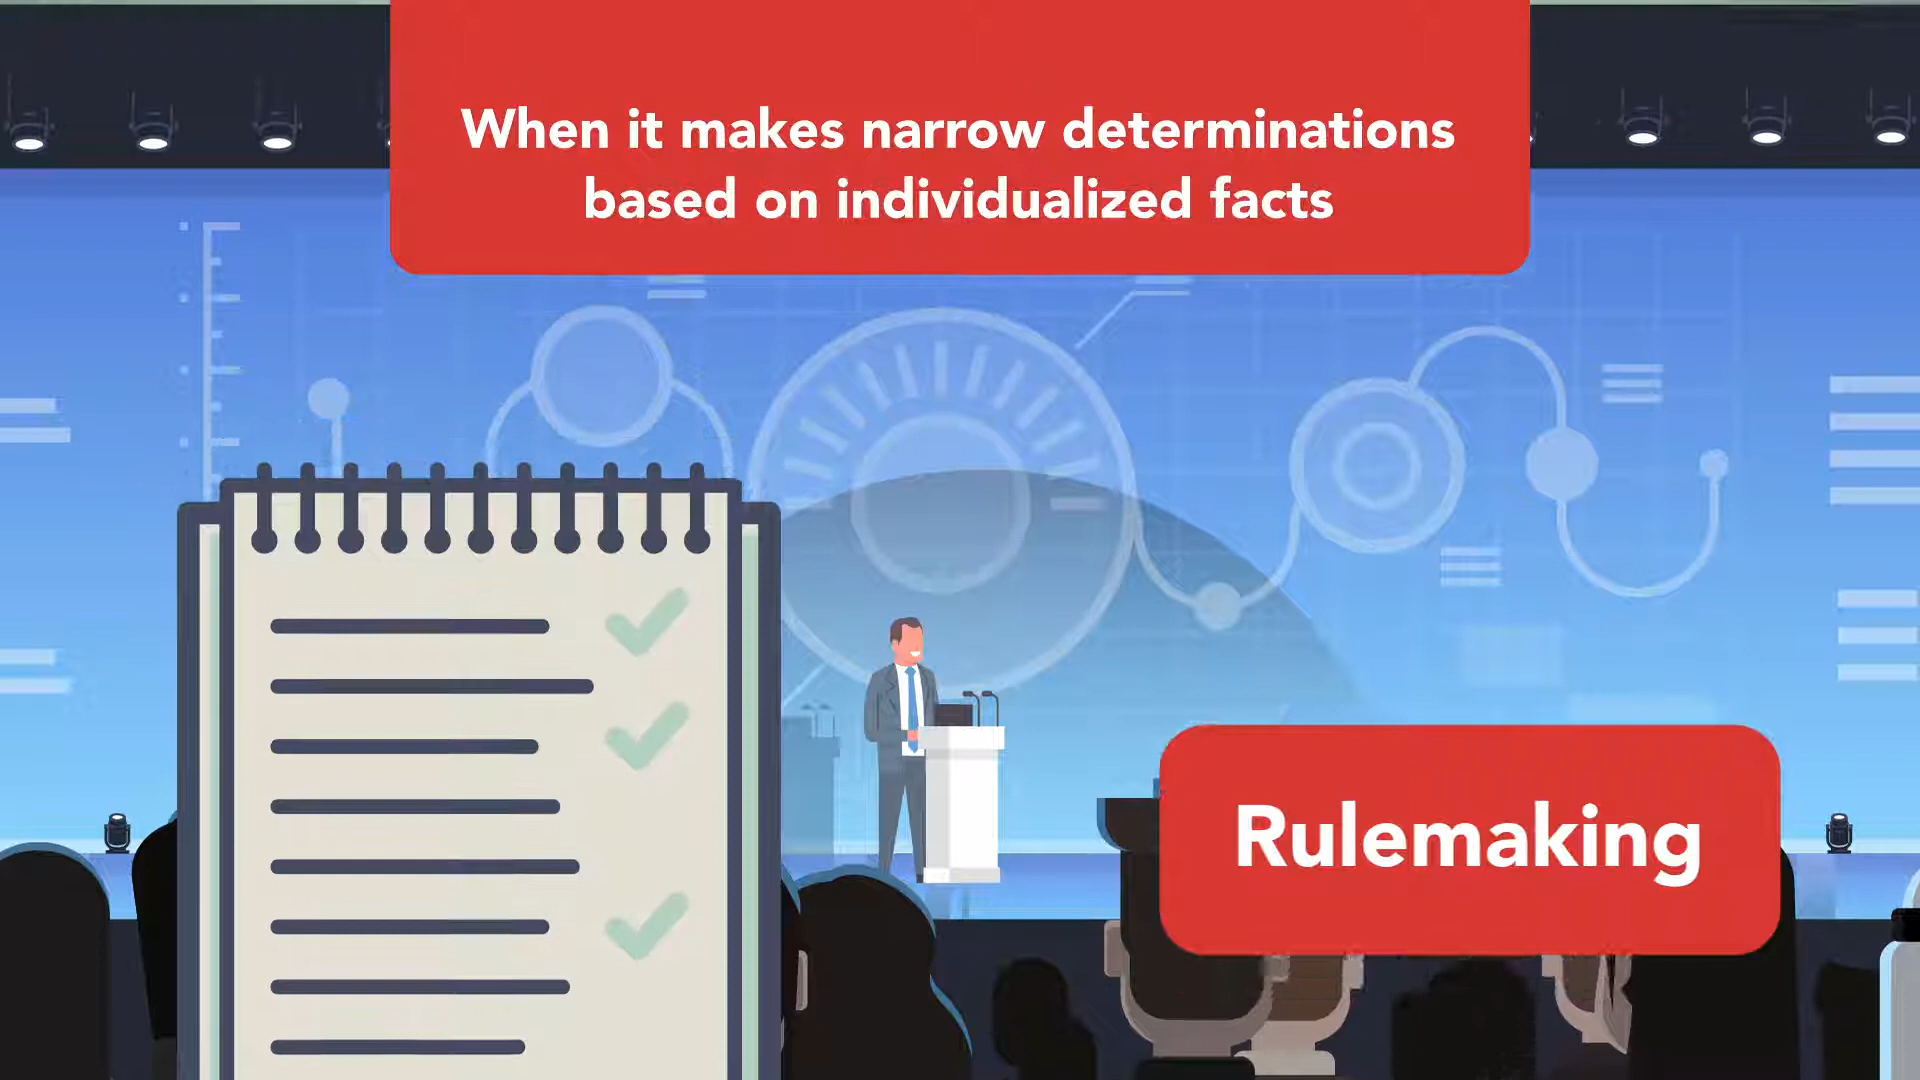 When it makes narrow determinations
based on individualized facts
Rulemaking